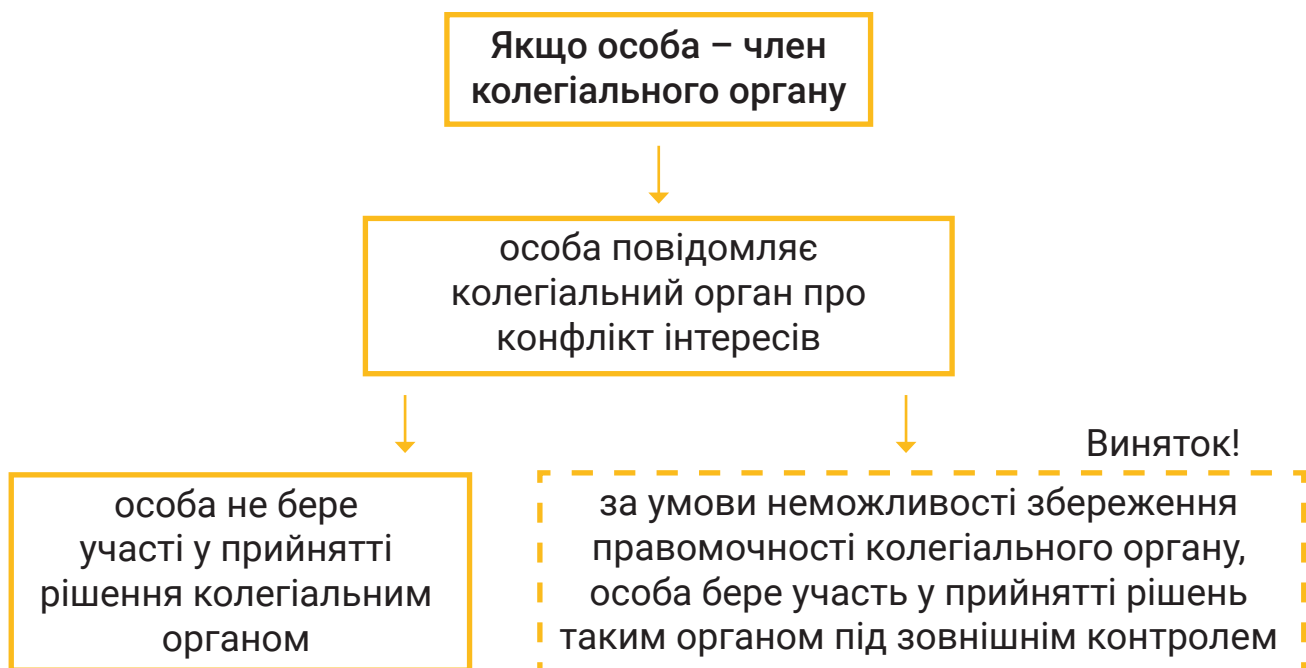 Якщо особа – член
колегіального органу
особа повідомляє
колегіальний орган про
конфлікт інтересів
особа не бере
участі у прийнятті
рішення колегіальним
органом
Виняток!
за умови неможливості збереження
правомочності колегіального органу,
особа бере участь у прийнятті рішень
таким органом під зовнішнім контролем